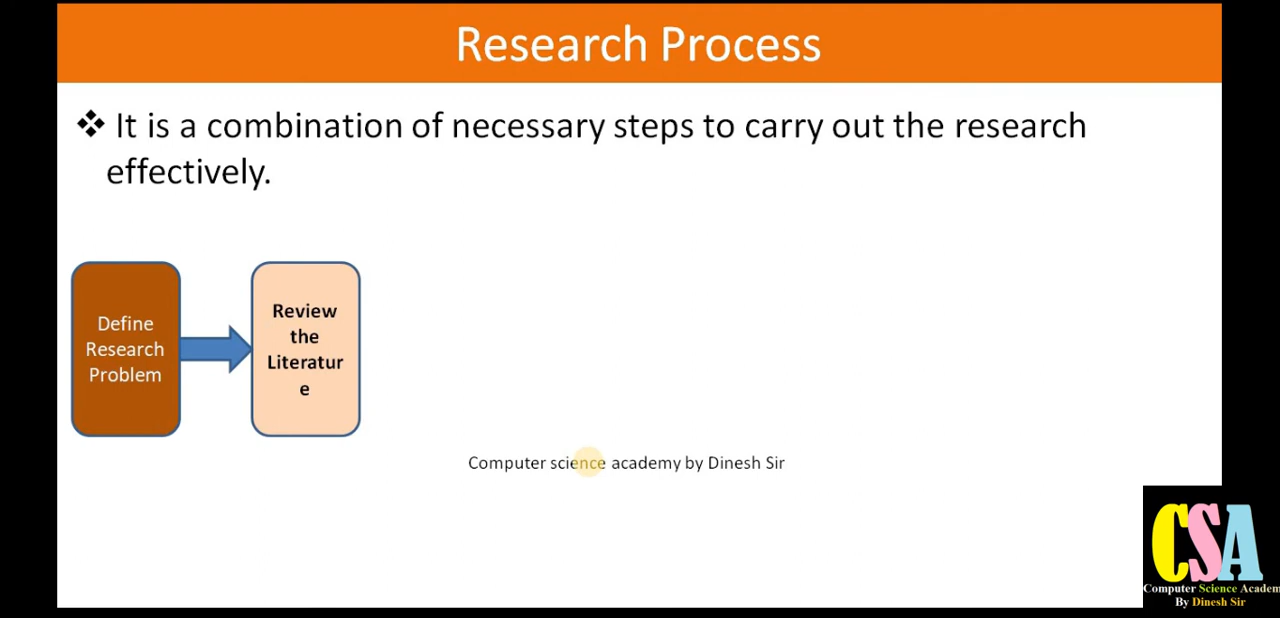 Research Process
❖ It is a combination of necessary steps to carry out the research
effectively.
Define
Research
Problem
Review
the
Literatur
e
Computer science academy by Dinesh Sir
CSA
Computer Science Academ
By Dinesh Sir